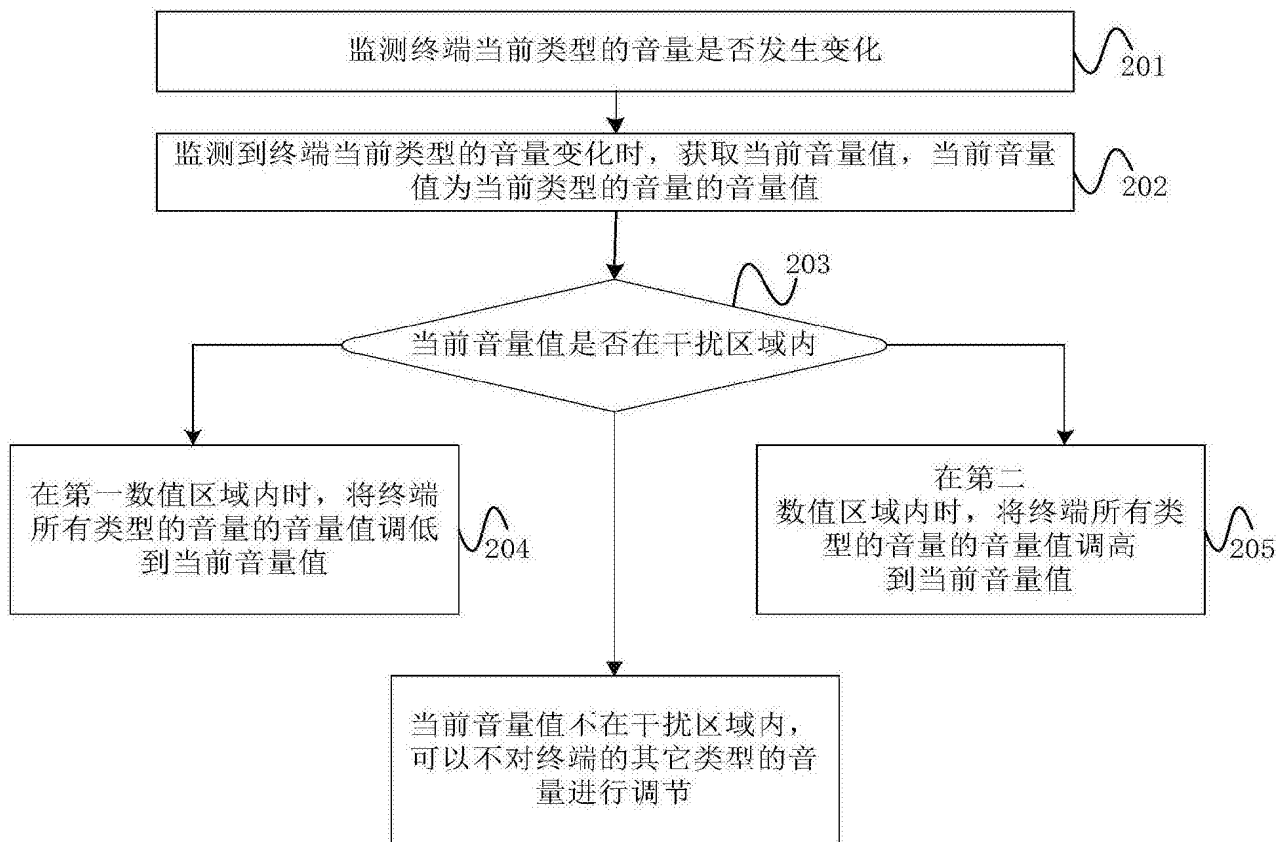 监测终端当前类型的音量是否发生变化
201
监测到终端当前类型的音量变化时，获取当前音量
值为当前类型的音量的音量值
202
203
当前音量值是否在干扰区域内
在第一数值区域内时，将终端
所有类型的音量的音量值调低
到当前音量值
204
在第二
数值区域内时，将终端所有类
型的音量的音量值调高
到当前音量值
205
当前音量值不在干扰区域内，
可以不对终端的其它类型的音
量进行调节